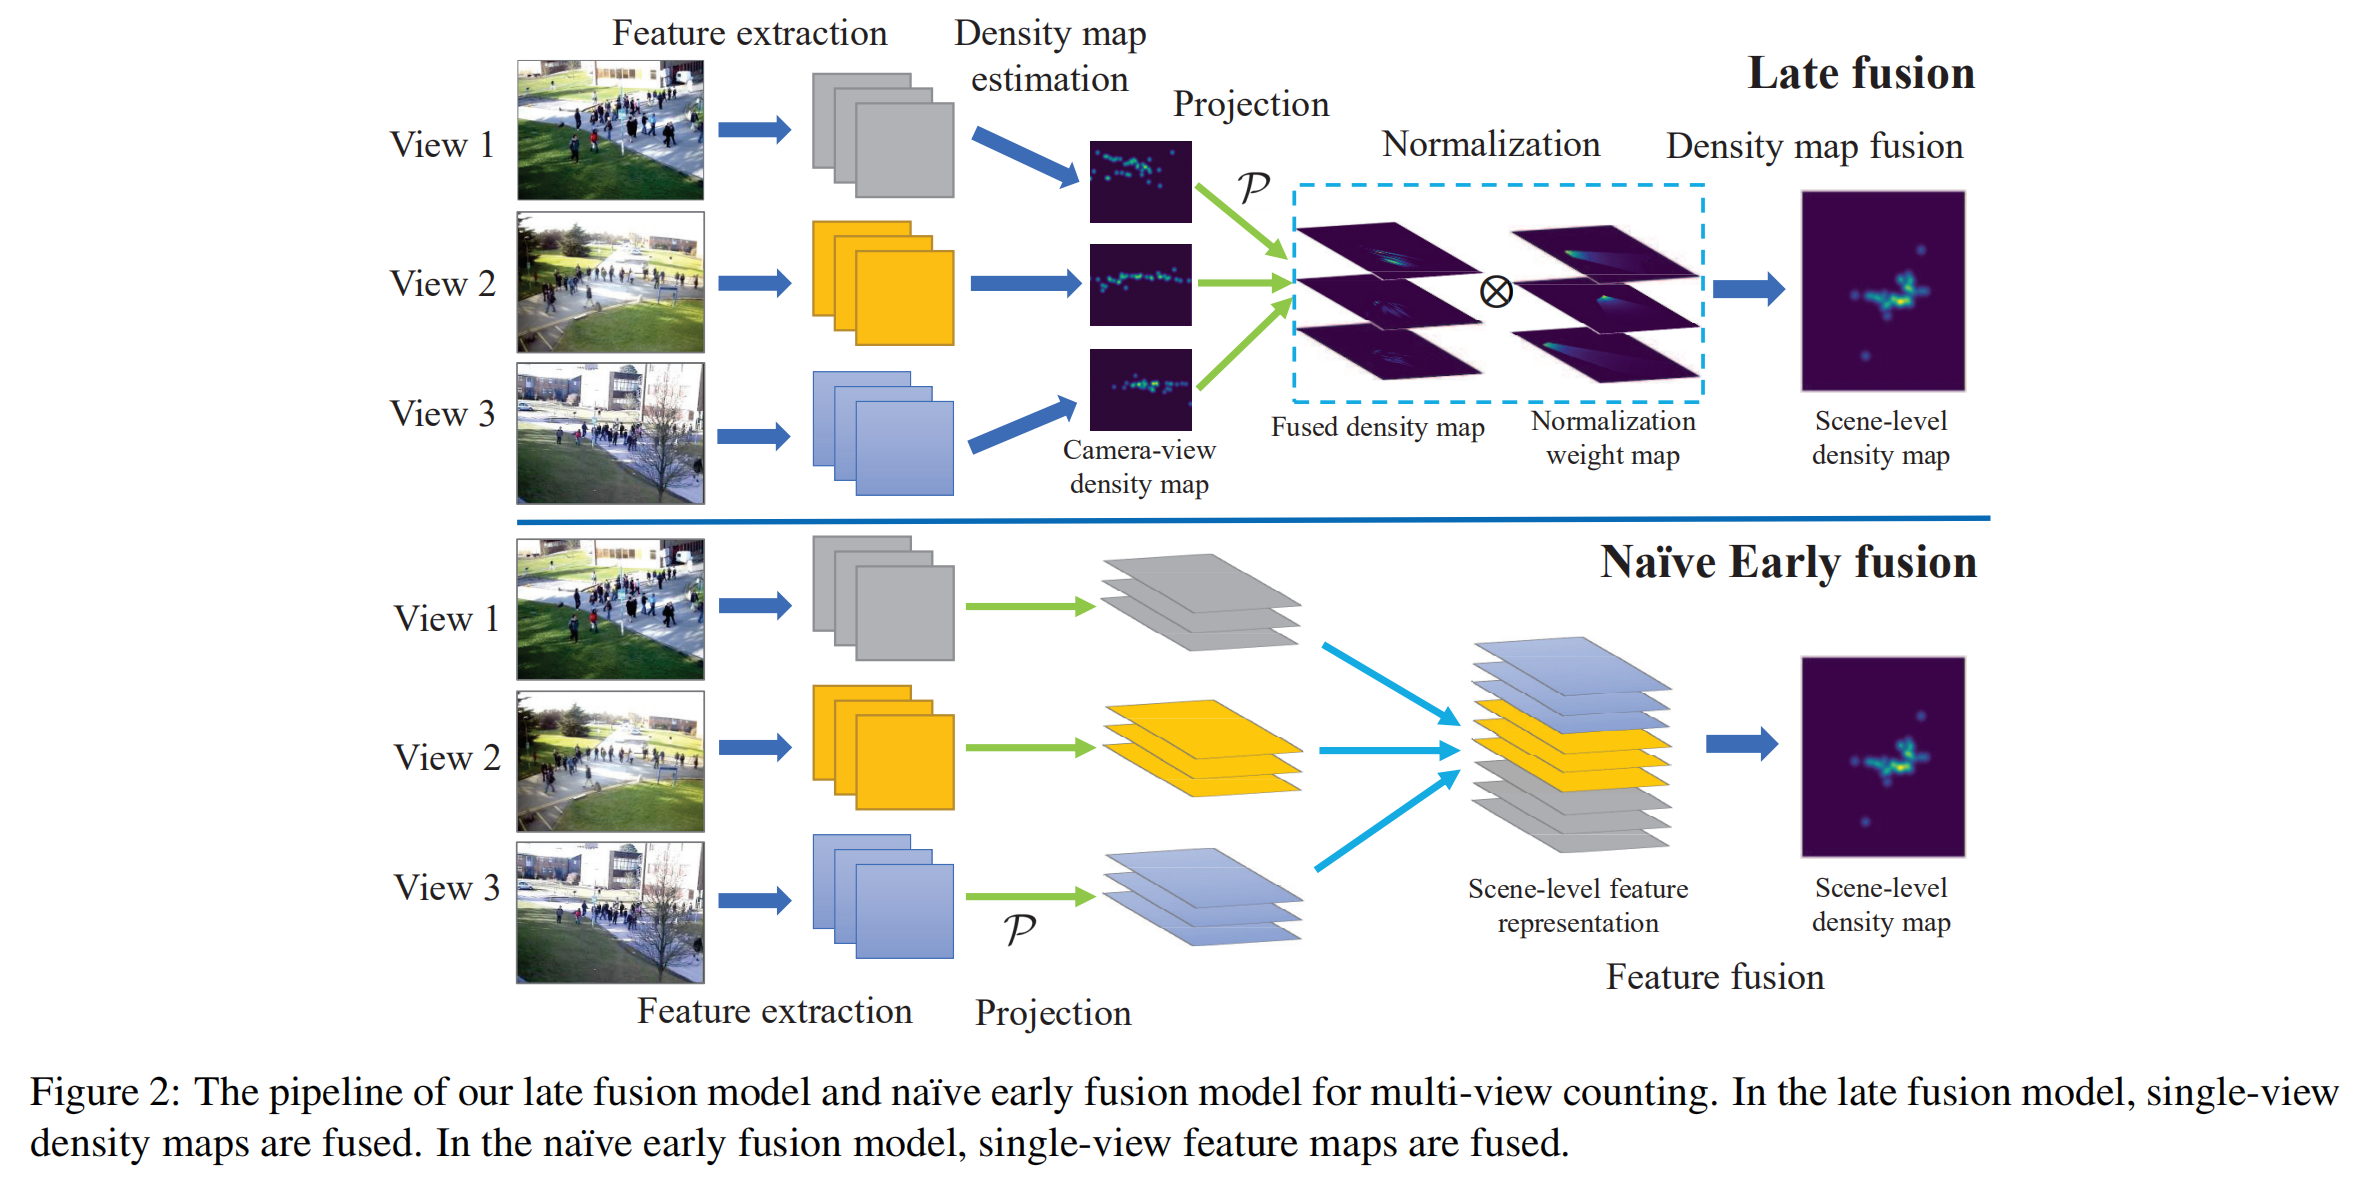 Feature extraction
Density map
estimation
Projection
Late fusion
Normalization
Density map fusion
View 1
View 2
View 3
𝒫
⊗
Camera-view
density map
Fused density map
Normalization
weight map
Scene-level
density map
Naïve Early fusion
View 1
View 2
View 3
𝒫
Scene-level feature
representation
Scene-level
density map
Feature fusion
Feature extraction
Projection
Figure 2: The pipeline of our late fusion model and naïve early fusion model for multi-view counting. In the late fusion model, single-view
density maps are fused. In the naïve early fusion model, single-view feature maps are fused.